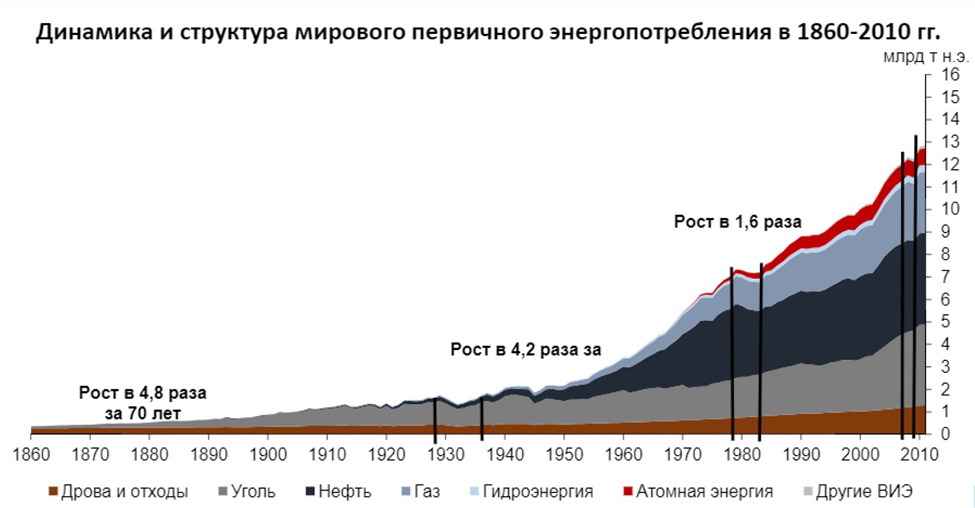 Динамика и структура мирового первичного энергопотребления в 1860-2010 гг.
млрд т н.э.
16
15
14
13
12
11
10
9
8
7
6
5
4
3
2
1
0
Рост в 1,6 раза
Рост в 4,2 раза за
Рост в 4,8 раза
за 70 лет
1860 1870 1880 1890 1900 1910 1920 1930 1940 1950 1960 1970 1980 1990 2000 2010
Дрова и отходы Уголь Нефть Газ Гидроэнергия Атомная энергия Другие ВИЭ